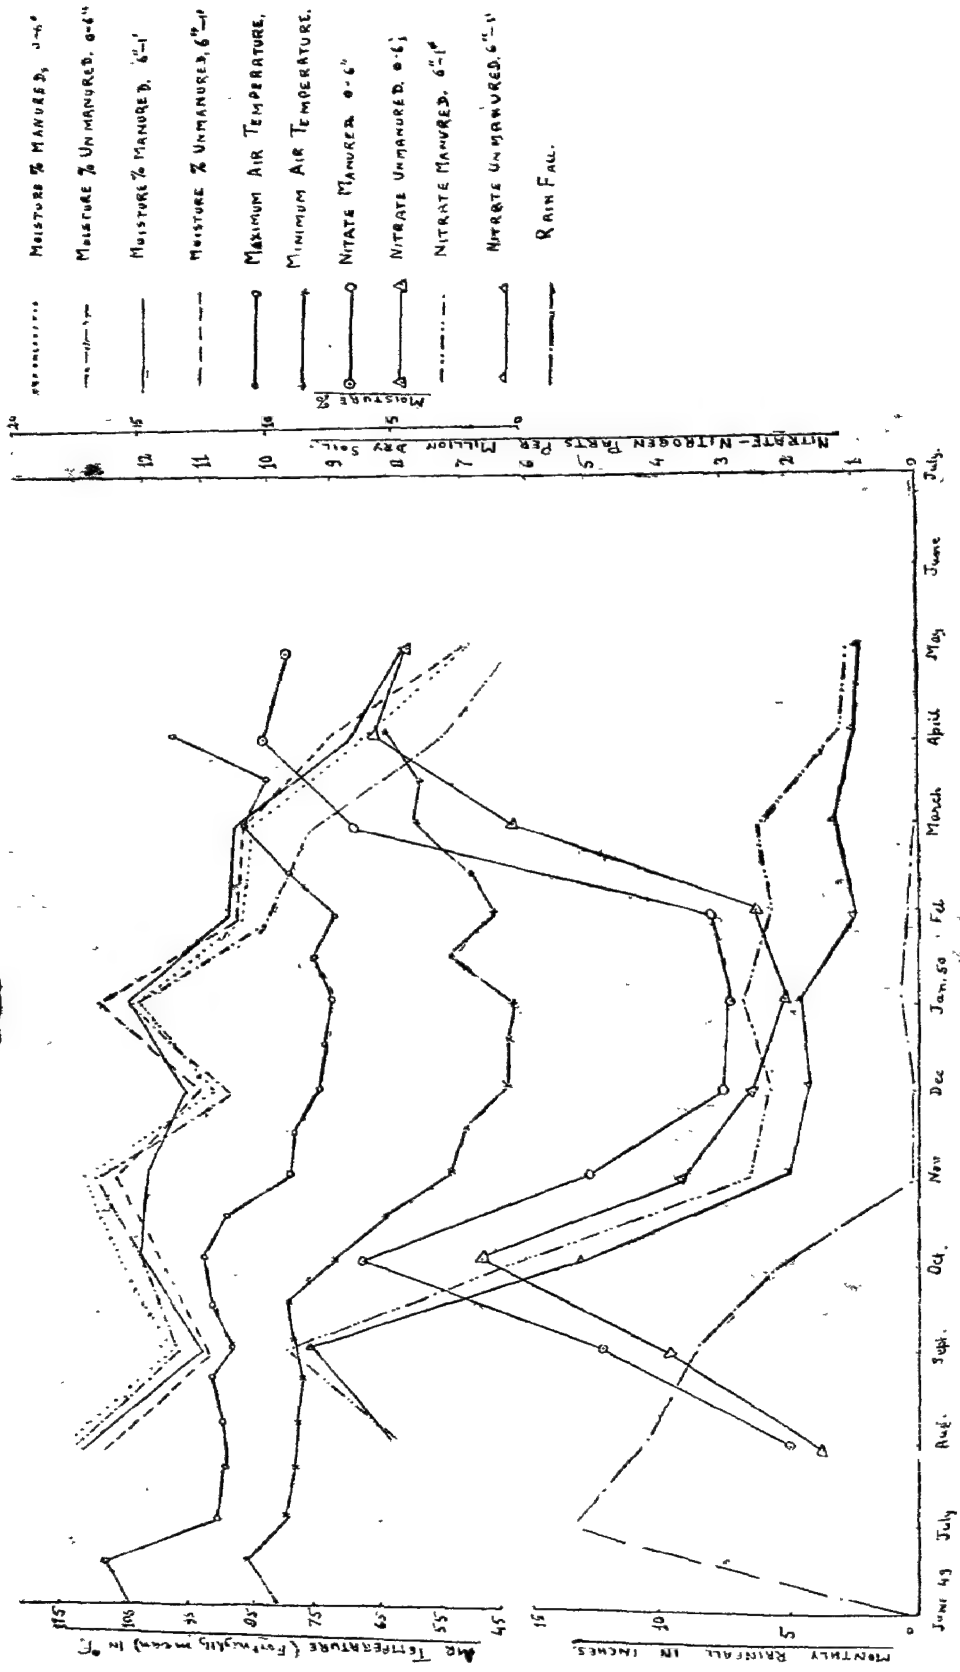 MOISTURE % MANURED, 0-6"
MOISTURE % UNMANURED. 0-6"
MOISTURE % MANURED. 6"-1'
MOISTURE % UNMANURED, 6"-1'
MAXIMUM AIR TEMPERATURE.
MINIMUM AIR TEMPERATURE.
NITATE MANURED 0-6"
NITRATE UNMANURED. 0-6"
NITRATE MANURED. 6"-1'
NITRATE UNMANURED. 6"-1'
RAIN FALL.
AIR TEMPERATURE (Fortnightly mean) IN °F.
115
105
95
85
75
65
55
45
MONTHLY RAINFALL IN INCHES.
15
10
5
0
MOISTURE %
20
15
10
5
0
NITRATE-NITROGEN PARTS PER MILLION DRY SOIL.
12
11
10
9
8
7
6
5
4
3
2
1
0
JUNE 49 July Aug. Sept. Oct. Nov Dec Jan. 50 Feb March April May June July.